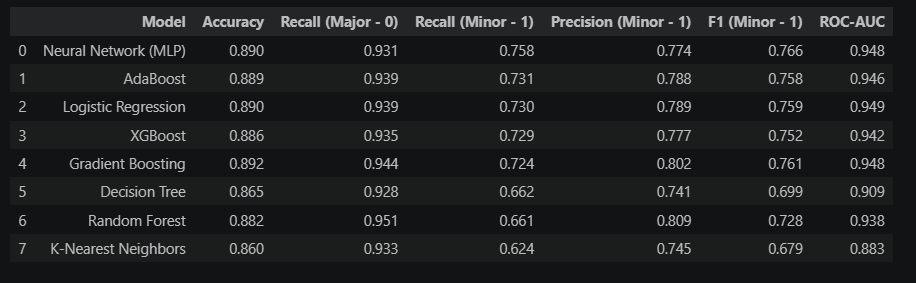 Model Accuracy Recall (Major - 0) Recall (Minor - 1) Precision (Minor - 1) F1 (Minor - 1) ROC-AUC
0 Neural Network (MLP) 0.890 0.931 0.758 0.774 0.766 0.948
1 AdaBoost 0.889 0.939 0.731 0.788 0.758 0.946
2 Logistic Regression 0.890 0.939 0.730 0.789 0.759 0.949
3 XGBoost 0.886 0.935 0.729 0.777 0.752 0.942
4 Gradient Boosting 0.892 0.944 0.724 0.802 0.761 0.948
5 Decision Tree 0.865 0.928 0.662 0.741 0.699 0.909
6 Random Forest 0.882 0.951 0.661 0.809 0.728 0.938
7 K-Nearest Neighbors 0.860 0.933 0.624 0.745 0.679 0.883